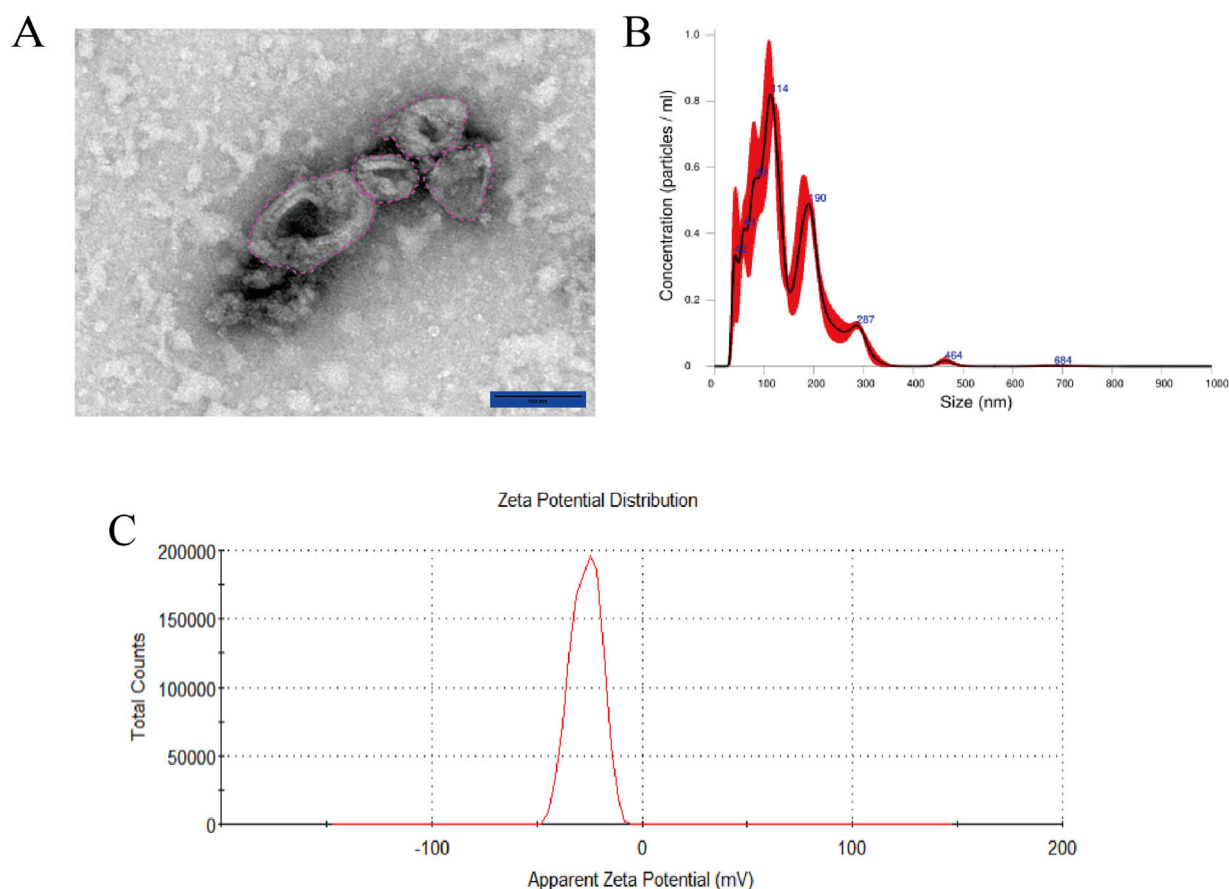 A
B
1.0
0.8
0.6
0.4
0.2
0
Concentration (particles / ml)
114
190
287
464
684
0 100 200 300 400 500 600 700 800 900 1000
Size (nm)
Zeta Potential Distribution
C
200000
150000
100000
50000
0
Total Counts
-100 0 100 200
Apparent Zeta Potential (mV)